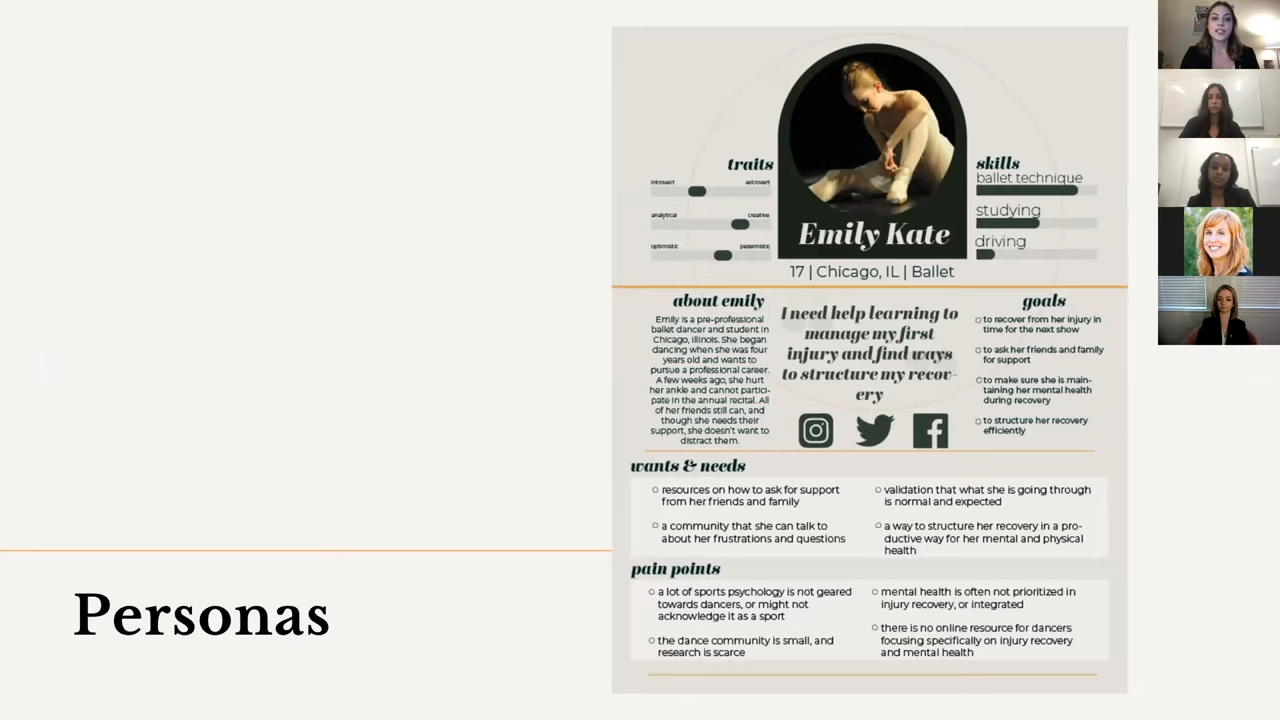 Personas
traits
introvert extrovert
analytical creative
optimistic pessimistic
Emily Kate
17 | Chicago, IL | Ballet
skills
ballet technique
studying
driving
about emily
Emily is a pre-professional
ballet dancer and student in
Chicago, Illinois. She began
dancing when she was four
years old and wants to
pursue a professional career.
A few weeks ago, she hurt
her ankle and cannot partici-
pate in the annual recital. All
of her friends still can, and
though she needs their
support, she doesn't want to
distract them.
I need help learning to
manage my first
injury and find ways
to structure my recov-
ery
goals
to recover from her injury in
time for the next show
to ask her friends and family
for support
to make sure she is main-
taining her mental health
during recovery
to structure her recovery
efficiently
wants & needs
resources on how to ask for support
from her friends and family
a community that she can talk to
about her frustrations and questions
validation that what she is going through
is normal and expected
a way to structure her recovery in a pro-
ductive way for her mental and physical
health
pain points
a lot of sports psychology is not geared
towards dancers, or might not
acknowledge it as a sport
the dance community is small, and
research is scarce
mental health is often not prioritized in
injury recovery, or integrated
there is no online resource for dancers
focusing specifically on injury recovery
and mental health